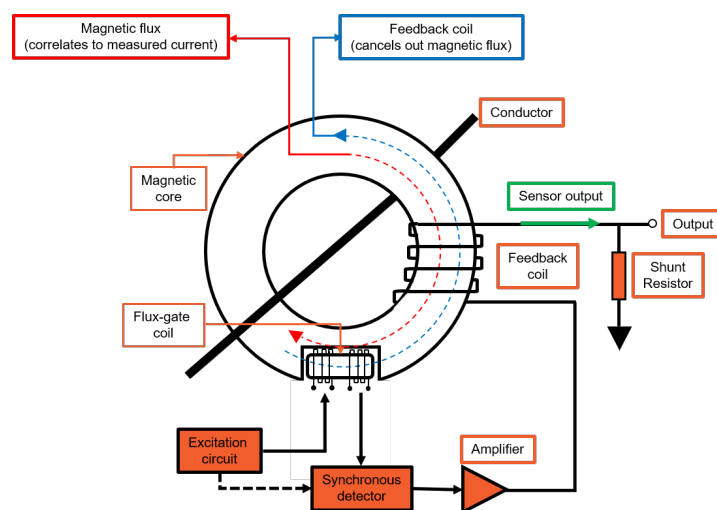 Magnetic flux
(correlates to measured current)
Feedback coil
(cancels out magnetic flux)
Conductor
Magnetic
core
Sensor output
Output
Feedback
coil
Shunt
Resistor
Flux-gate
coil
Excitation
circuit
Amplifier
Synchronous
detector